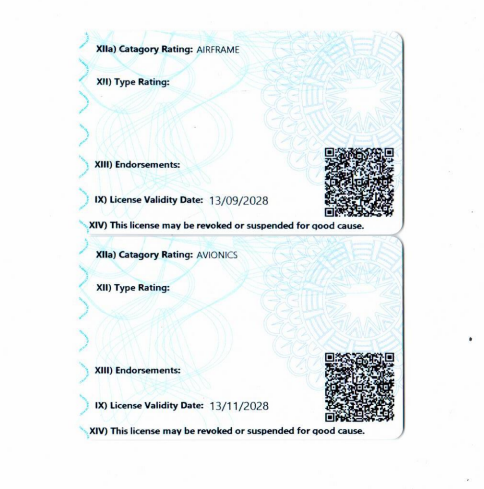 XIIa) Catagory Rating: AIRFRAME
XII) Type Rating:
XIII) Endorsements:
IX) License Validity Date: 13/09/2028
XIV) This license may be revoked or suspended for good cause.
XIIa) Catagory Rating: AVIONICS
XII) Type Rating:
XIII) Endorsements:
IX) License Validity Date: 13/11/2028
XIV) This license may be revoked or suspended for good cause.